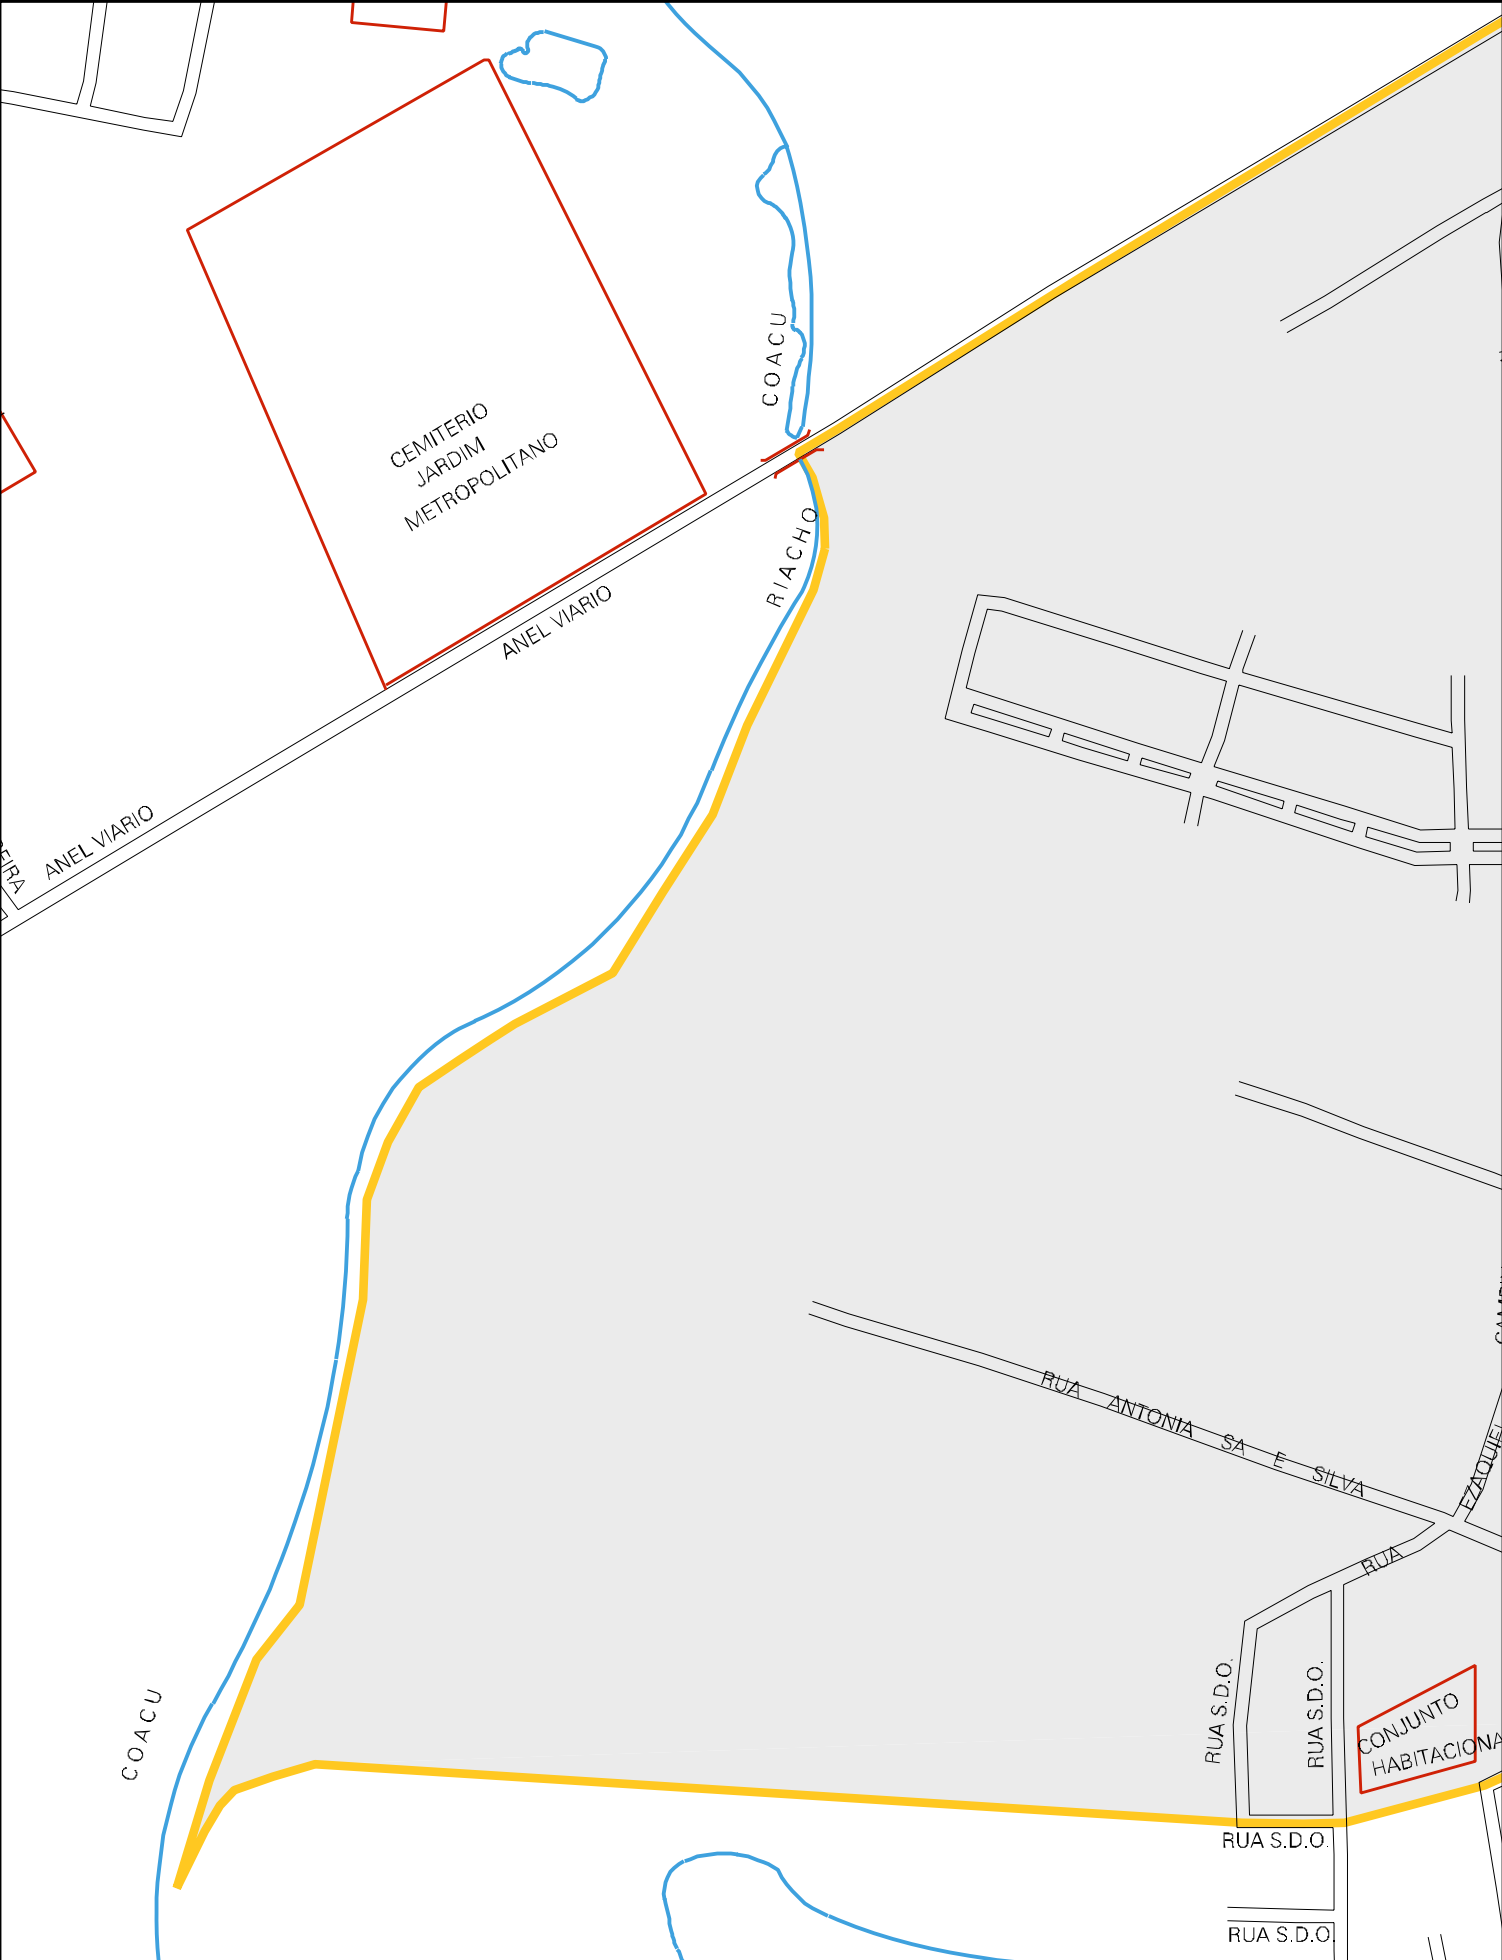 COACU
CEMITERIO
JARDIM
METROPOLITANO
RIACHO
ANEL VIARIO
ANEL VIARIO
RUA ANTONIA SA E SILVA
RUA
RUA S.D.O.
RUA S.D.O.
CONJUNTO
HABITACIONA
COACU
RUA S.D.O.
RUA S.D.O.